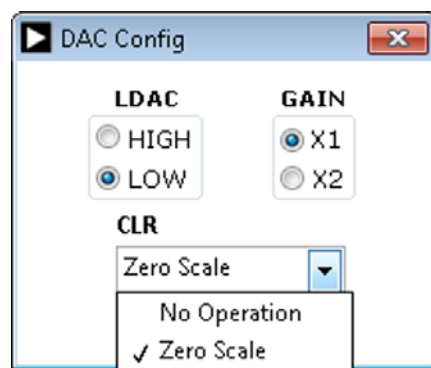 DAC Config
LDAC GAIN
HIGH X1
LOW X2
CLR
Zero Scale
No Operation
✓ Zero Scale